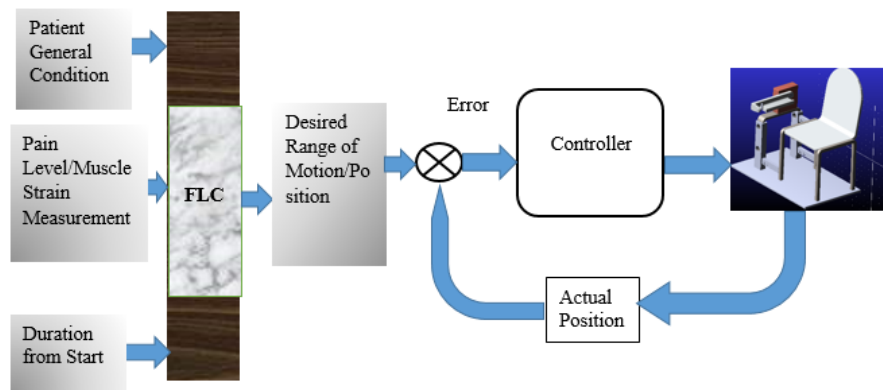 Patient
General
Condition
Pain
Level/Muscle
Strain
Measurement
Duration
from Start
FLC
Desired
Range of
Motion/Po
sition
Error
Controller
Actual
Position